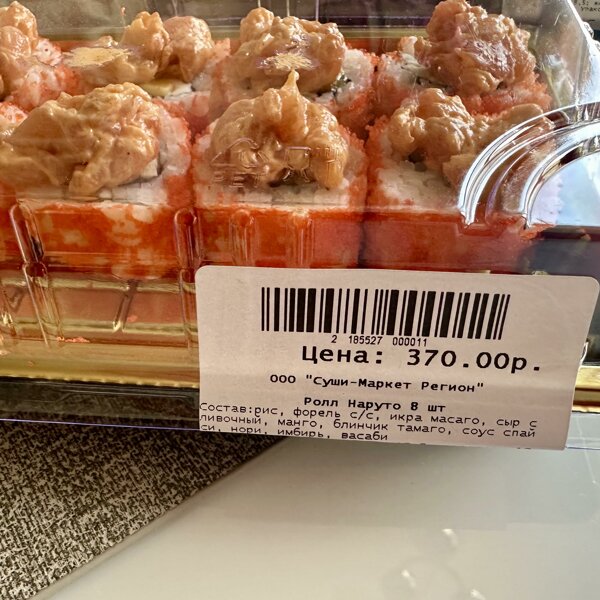 2 185527 000011
Цена: 370.00р.
ООО "Суши-Маркет Регион"
Ролл Наруто 8 шт
Состав:рис, форель с/с, икра масаго, сыр с
ливочный, манго, блинчик тамаго, соус спай
си, нори, имбирь, васаби